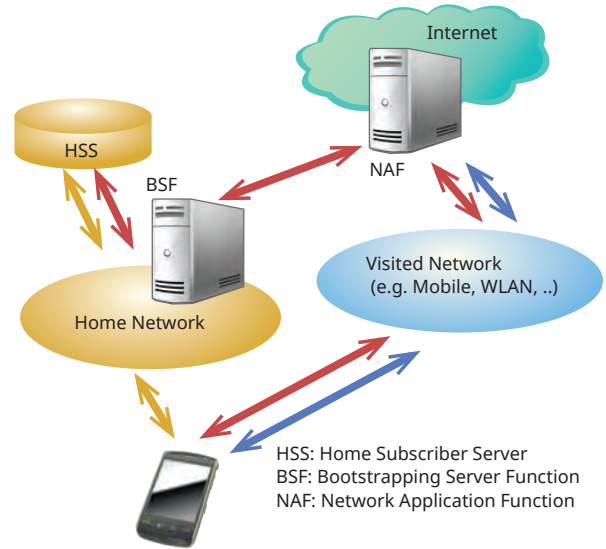 Internet
HSS
BSF
NAF
Visited Network
(e.g. Mobile, WLAN, ..)
Home Network
HSS: Home Subscriber Server
BSF: Bootstrapping Server Function
NAF: Network Application Function